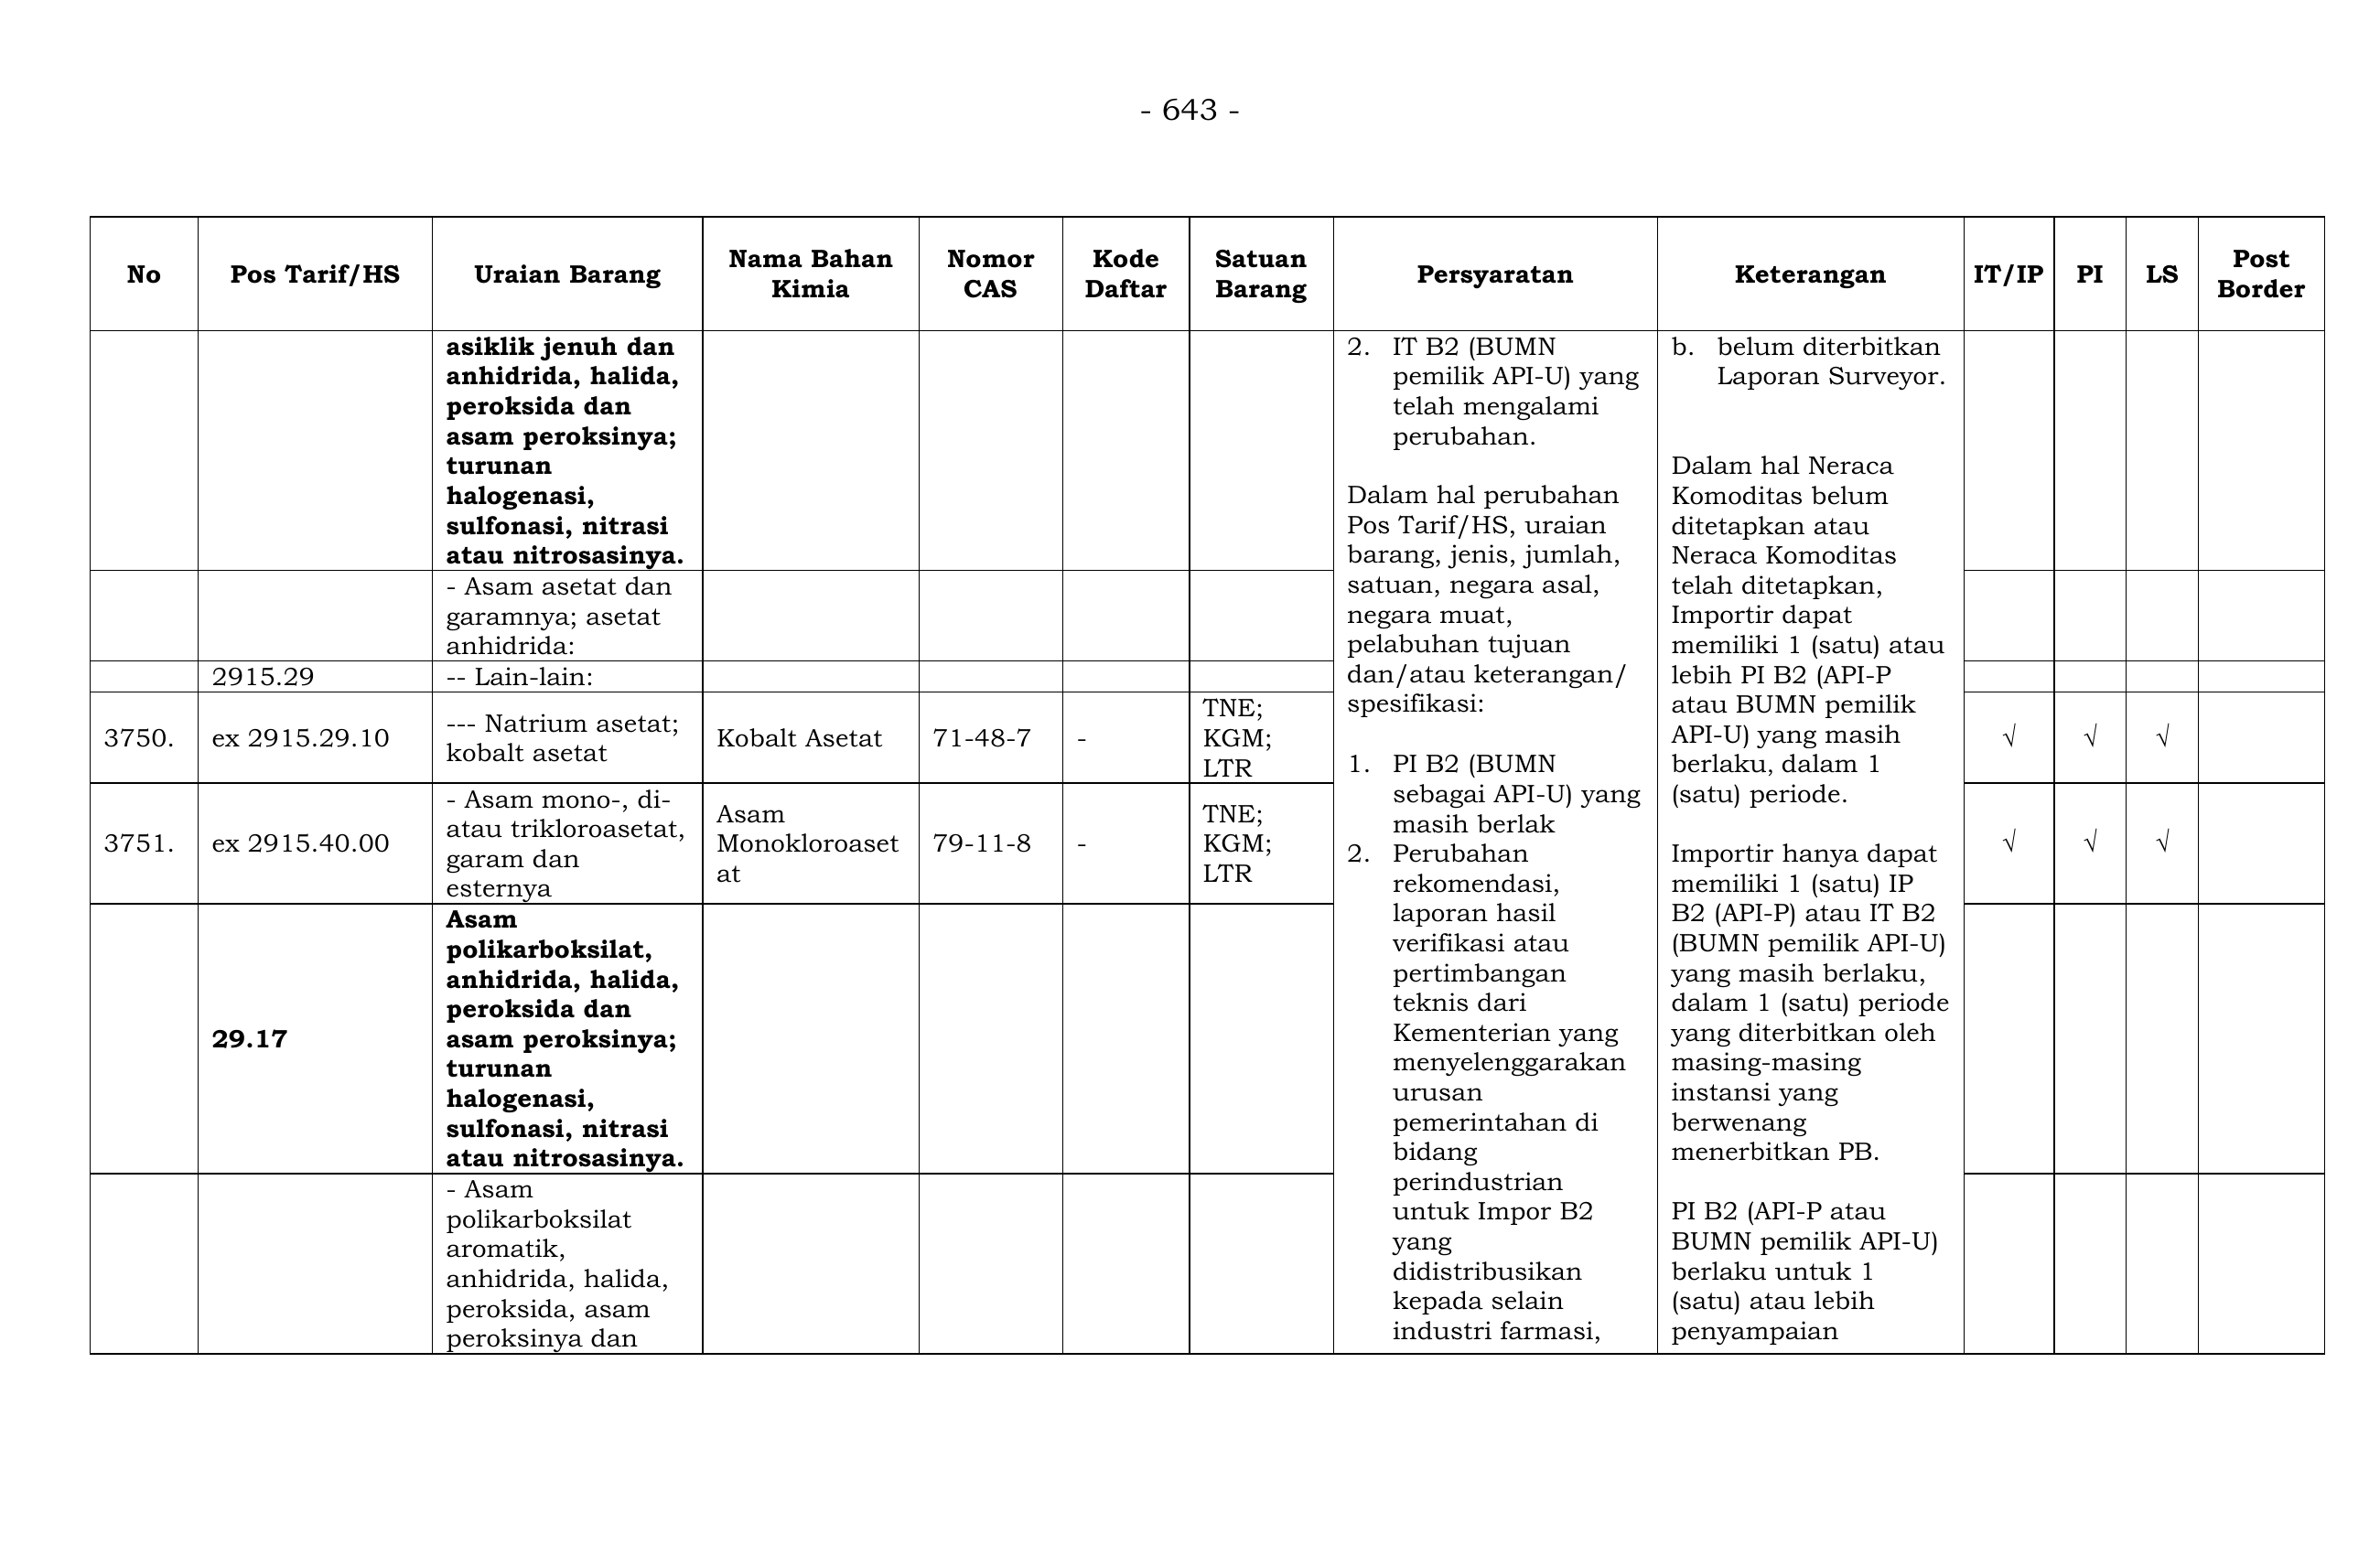 - 643 -
No
Pos Tarif/HS
Uraian Barang
Nama Bahan
Kimia
Nomor
CAS
Kode
Daftar
Satuan
Barang
Persyaratan
Keterangan
IT/IP
PI
LS
Post
Border
asiklik jenuh dan
anhidrida, halida,
peroksida dan
asam peroksinya;
turunan
halogenasi,
sulfonasi, nitrasi
atau nitrosasinya.
- Asam asetat dan
garamnya; asetat
anhidrida:
2915.29
-- Lain-lain:
3750.
ex 2915.29.10
--- Natrium asetat;
kobalt asetat
Kobalt Asetat
71-48-7
-
TNE;
KGM;
LTR
√
√
√
3751.
ex 2915.40.00
- Asam mono-, di-
atau trikloroasetat,
garam dan
esternya
Asam
Monokloroaset
at
79-11-8
-
TNE;
KGM;
LTR
√
√
√
29.17
Asam
polikarboksilat,
anhidrida, halida,
peroksida dan
asam peroksinya;
turunan
halogenasi,
sulfonasi, nitrasi
atau nitrosasinya.
- Asam
polikarboksilat
aromatik,
anhidrida, halida,
peroksida, asam
peroksinya dan
2. IT B2 (BUMN
pemilik API-U) yang
telah mengalami
perubahan.
Dalam hal perubahan
Pos Tarif/HS, uraian
barang, jenis, jumlah,
satuan, negara asal,
negara muat,
pelabuhan tujuan
dan/atau keterangan/
spesifikasi:
1. PI B2 (BUMN
sebagai API-U) yang
masih berlak
2. Perubahan
rekomendasi,
laporan hasil
verifikasi atau
pertimbangan
teknis dari
Kementerian yang
menyelenggarakan
urusan
pemerintahan di
bidang
perindustrian
untuk Impor B2
yang
didistribusikan
kepada selain
industri farmasi,
b. belum diterbitkan
Laporan Surveyor.
Dalam hal Neraca
Komoditas belum
ditetapkan atau
Neraca Komoditas
telah ditetapkan,
Importir dapat
memiliki 1 (satu) atau
lebih PI B2 (API-P
atau BUMN pemilik
API-U) yang masih
berlaku, dalam 1
(satu) periode.
Importir hanya dapat
memiliki 1 (satu) IP
B2 (API-P) atau IT B2
(BUMN pemilik API-U)
yang masih berlaku,
dalam 1 (satu) periode
yang diterbitkan oleh
masing-masing
instansi yang
berwenang
menerbitkan PB.
PI B2 (API-P atau
BUMN pemilik API-U)
berlaku untuk 1
(satu) atau lebih
penyampaian